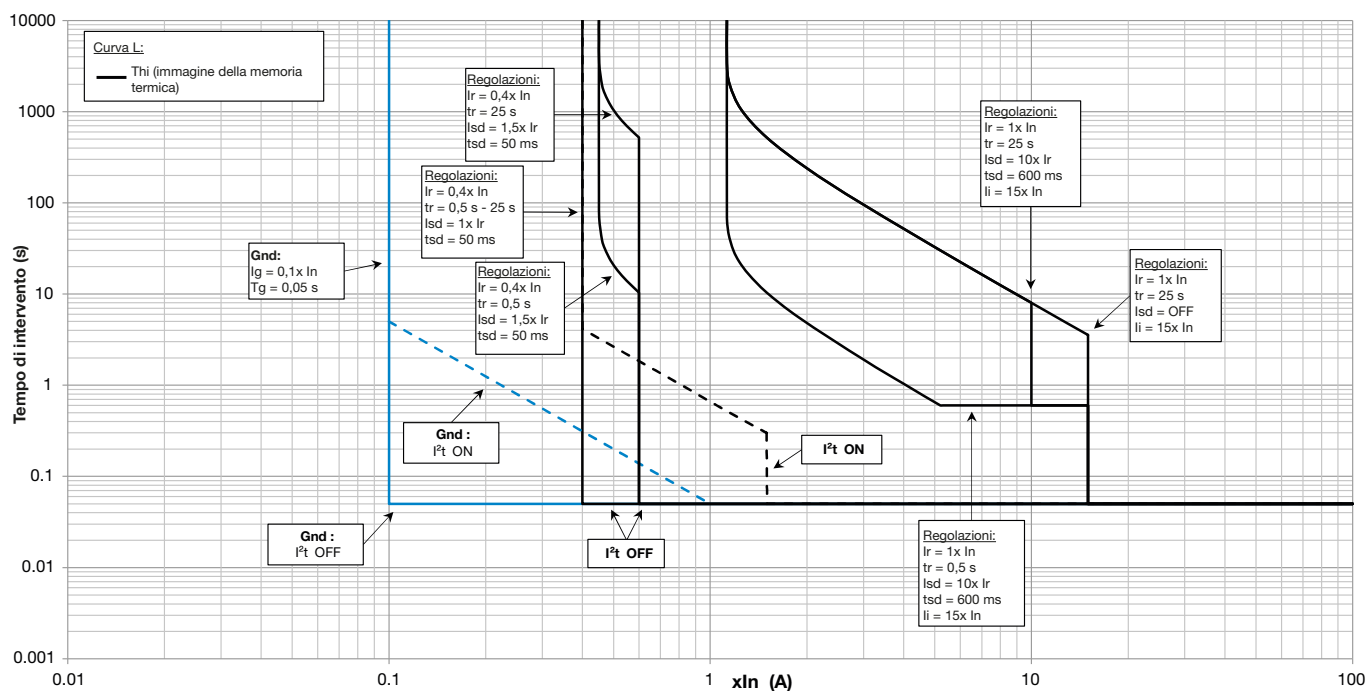 10000
1000
100
10
1
0.1
0.01
0.001
Tempo di intervento (s)
0.01
0.1
1
10
100
xIn (A)
Curva L:
Thi (immagine della memoria
termica)
Regolazioni:
Ir = 0,4x In
tr = 25 s
Isd = 1,5x Ir
tsd = 50 ms
Regolazioni:
Ir = 0,4x In
tr = 0,5 s - 25 s
Isd = 1x Ir
tsd = 50 ms
Gnd:
Ig = 0,1x In
Tg = 0,05 s
Regolazioni:
Ir = 0,4x In
tr = 0,5 s
Isd = 1,5x Ir
tsd = 50 ms
Regolazioni:
Ir = 1x In
tr = 25 s
Isd = 10x Ir
tsd = 600 ms
Ii = 15x In
Regolazioni:
Ir = 1x In
tr = 25 s
Isd = OFF
Ii = 15x In
Gnd :
I²t ON
I²t ON
Gnd :
I²t OFF
I²t OFF
Regolazioni:
Ir = 1x In
tr = 0,5 s
Isd = 10x Ir
tsd = 600 ms
Ii = 15x In